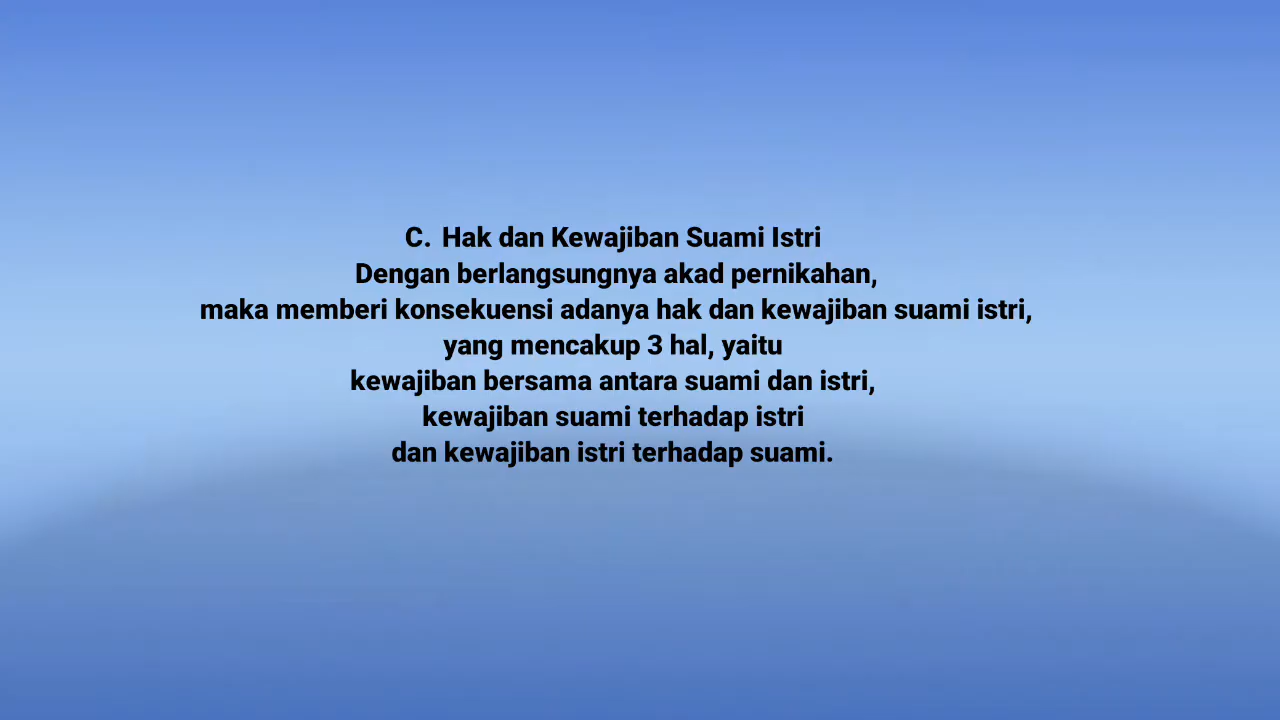 C. Hak dan Kewajiban Suami Istri
Dengan berlangsungnya akad pernikahan,
maka memberi konsekuensi adanya hak dan kewajiban suami istri,
yang mencakup 3 hal, yaitu
kewajiban bersama antara suami dan istri,
kewajiban suami terhadap istri
dan kewajiban istri terhadap suami.